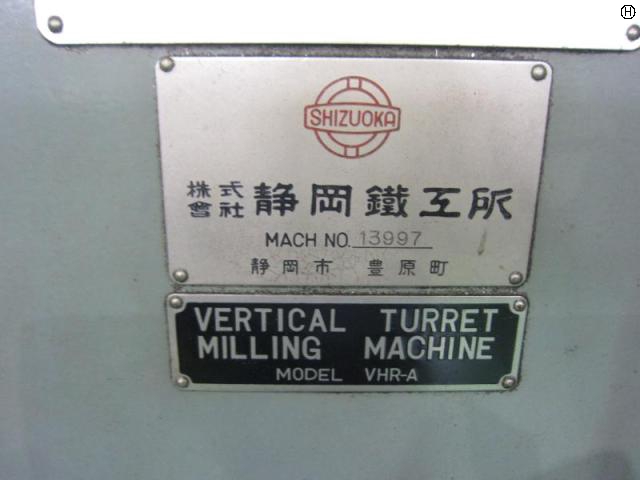 H
SHIZUOKA
株式会社 静岡鐵工所
MACH NO. 13997
静岡市 豊原町
VERTICAL TURRET
MILLING MACHINE
MODEL VHR-A